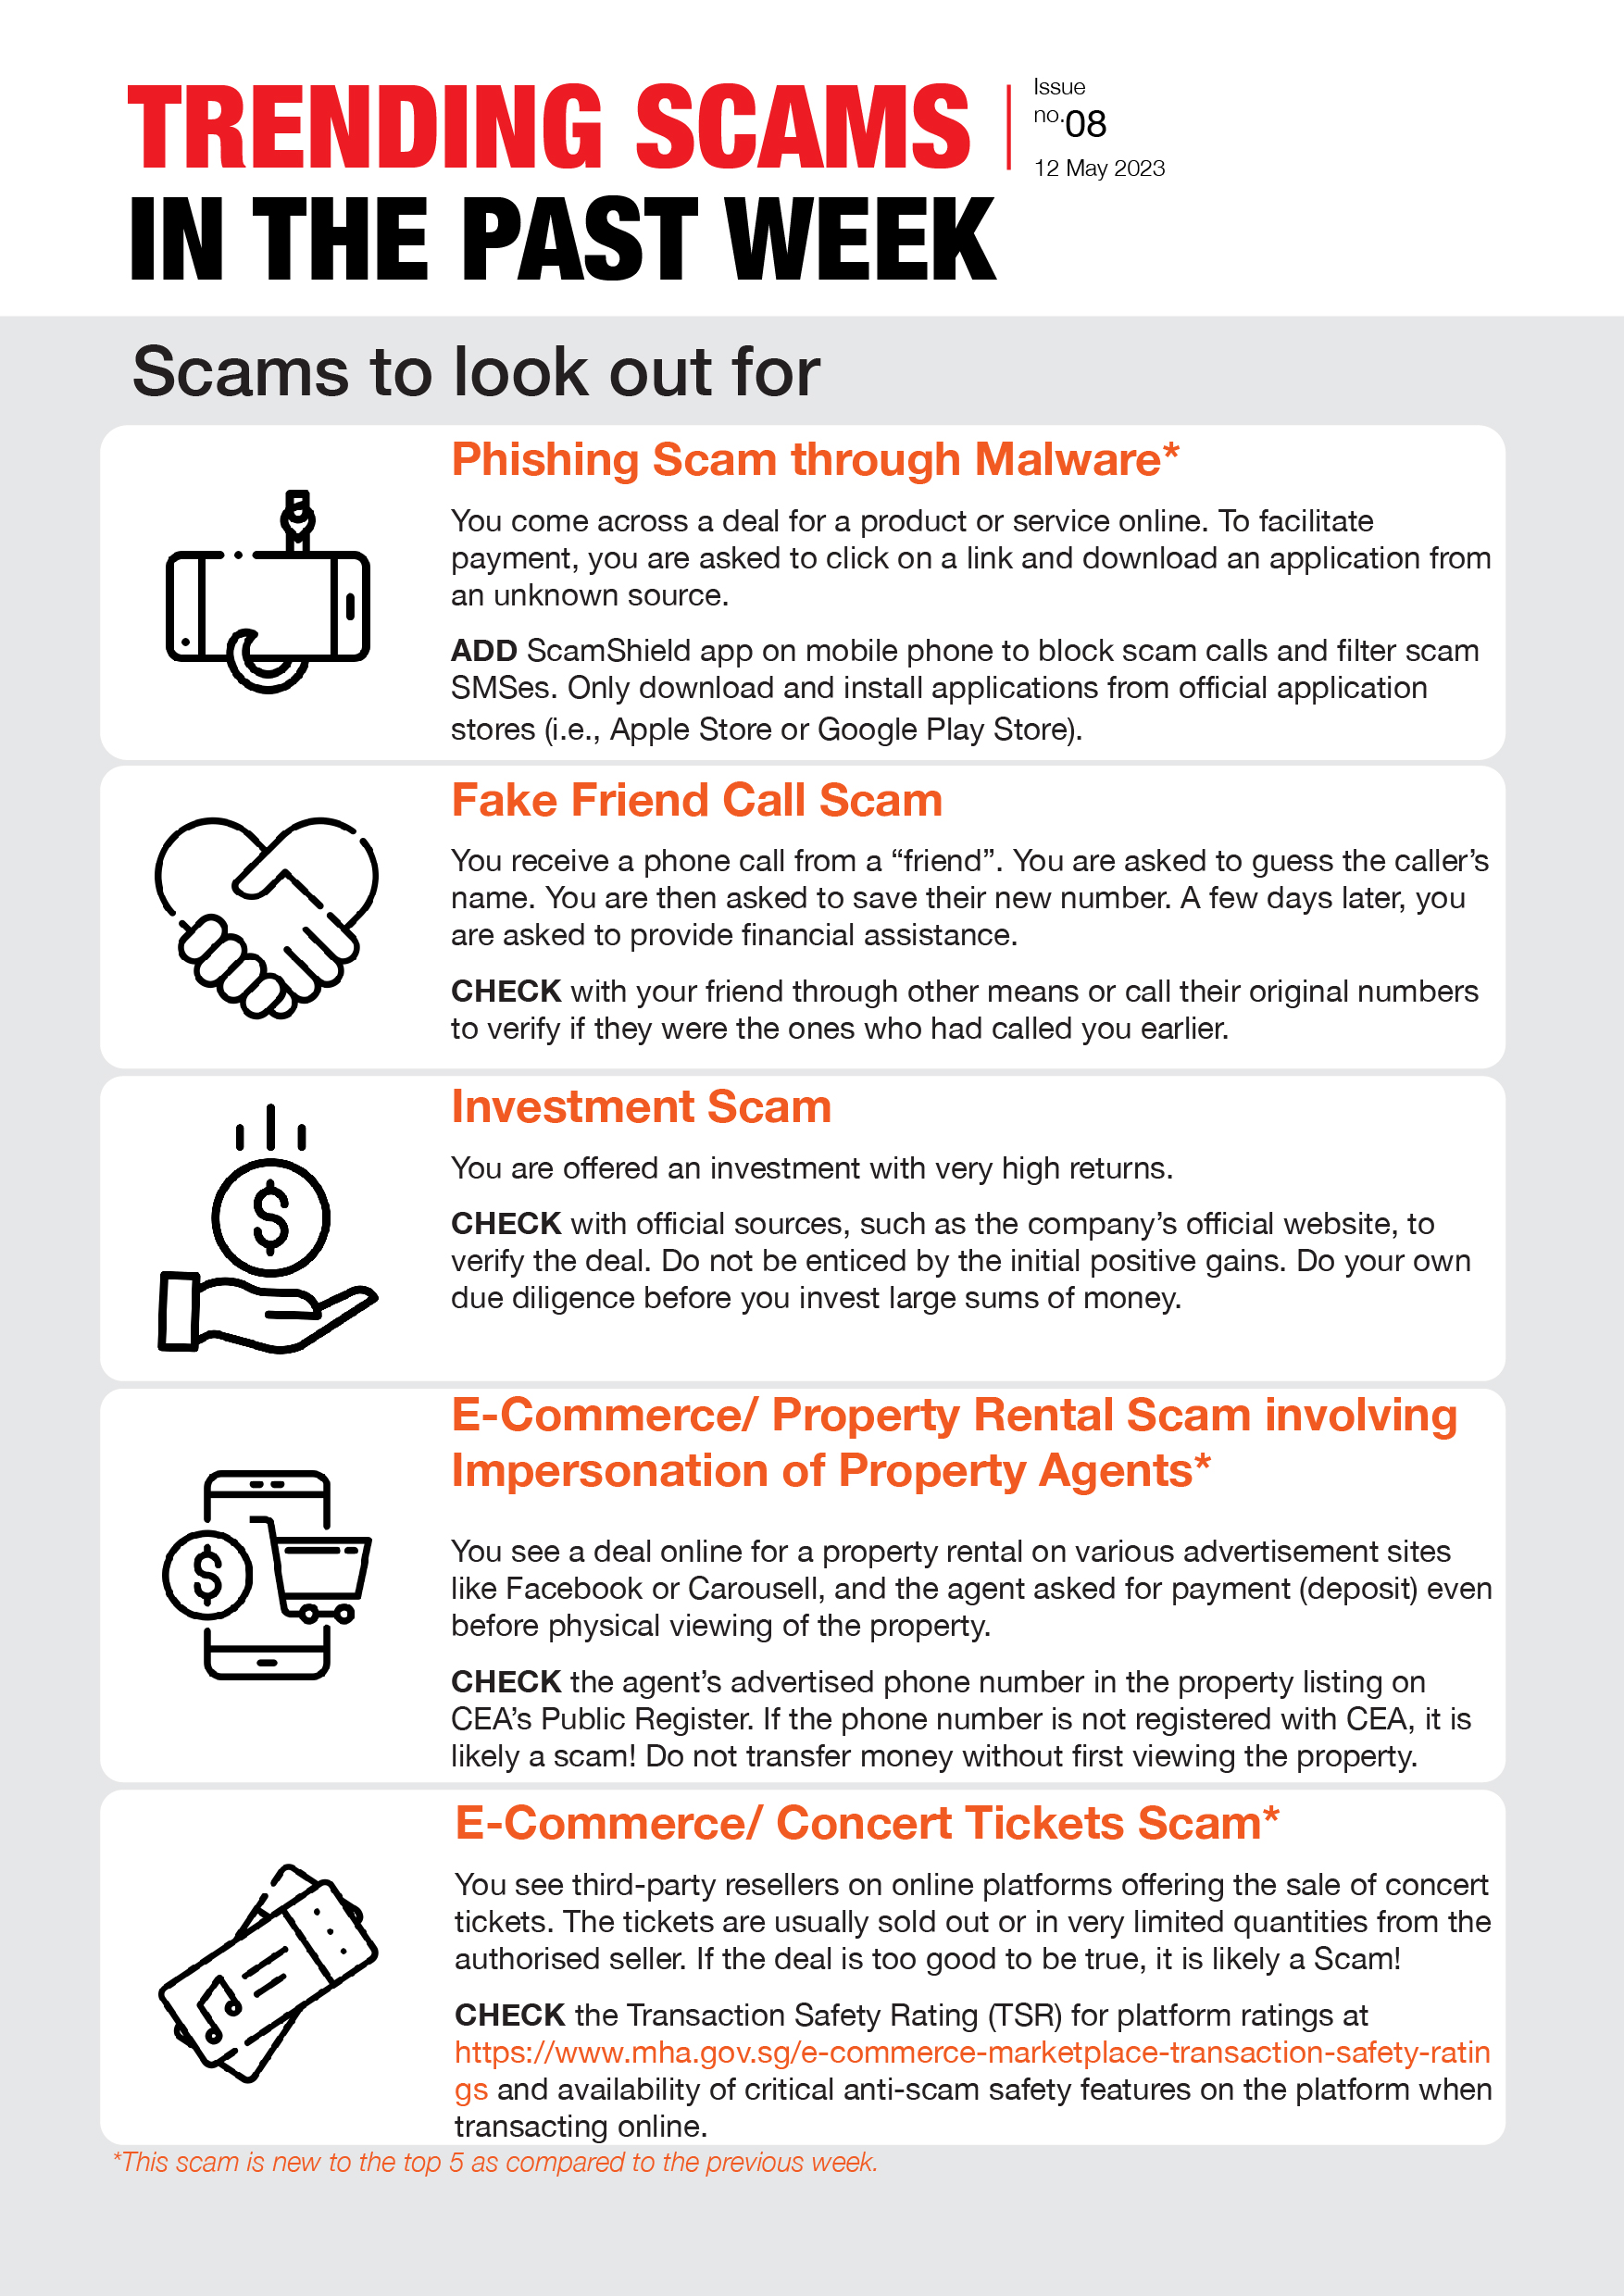 TRENDING SCAMS
IN THE PAST WEEK
Issue
no.08
12 May 2023
Scams to look out for
Phishing Scam through Malware*
You come across a deal for a product or service online. To facilitate
payment, you are asked to click on a link and download an application from
an unknown source.
ADD ScamShield app on mobile phone to block scam calls and filter scam
SMSes. Only download and install applications from official application
stores (i.e., Apple Store or Google Play Store).
Fake Friend Call Scam
You receive a phone call from a “friend”. You are asked to guess the caller’s
name. You are then asked to save their new number. A few days later, you
are asked to provide financial assistance.
CHECK with your friend through other means or call their original numbers
to verify if they were the ones who had called you earlier.
$
Investment Scam
You are offered an investment with very high returns.
CHECK with official sources, such as the company’s official website, to
verify the deal. Do not be enticed by the initial positive gains. Do your own
due diligence before you invest large sums of money.
$
E-Commerce/ Property Rental Scam involving
Impersonation of Property Agents*
You see a deal online for a property rental on various advertisement sites
like Facebook or Carousell, and the agent asked for payment (deposit) even
before physical viewing of the property.
CHECK the agent’s advertised phone number in the property listing on
CEA’s Public Register. If the phone number is not registered with CEA, it is
likely a scam! Do not transfer money without first viewing the property.
E-Commerce/ Concert Tickets Scam*
You see third-party resellers on online platforms offering the sale of concert
tickets. The tickets are usually sold out or in very limited quantities from the
authorised seller. If the deal is too good to be true, it is likely a Scam!
CHECK the Transaction Safety Rating (TSR) for platform ratings at
https://www.mha.gov.sg/e-commerce-marketplace-transaction-safety-ratin
gs and availability of critical anti-scam safety features on the platform when
transacting online.
*This scam is new to the top 5 as compared to the previous week.